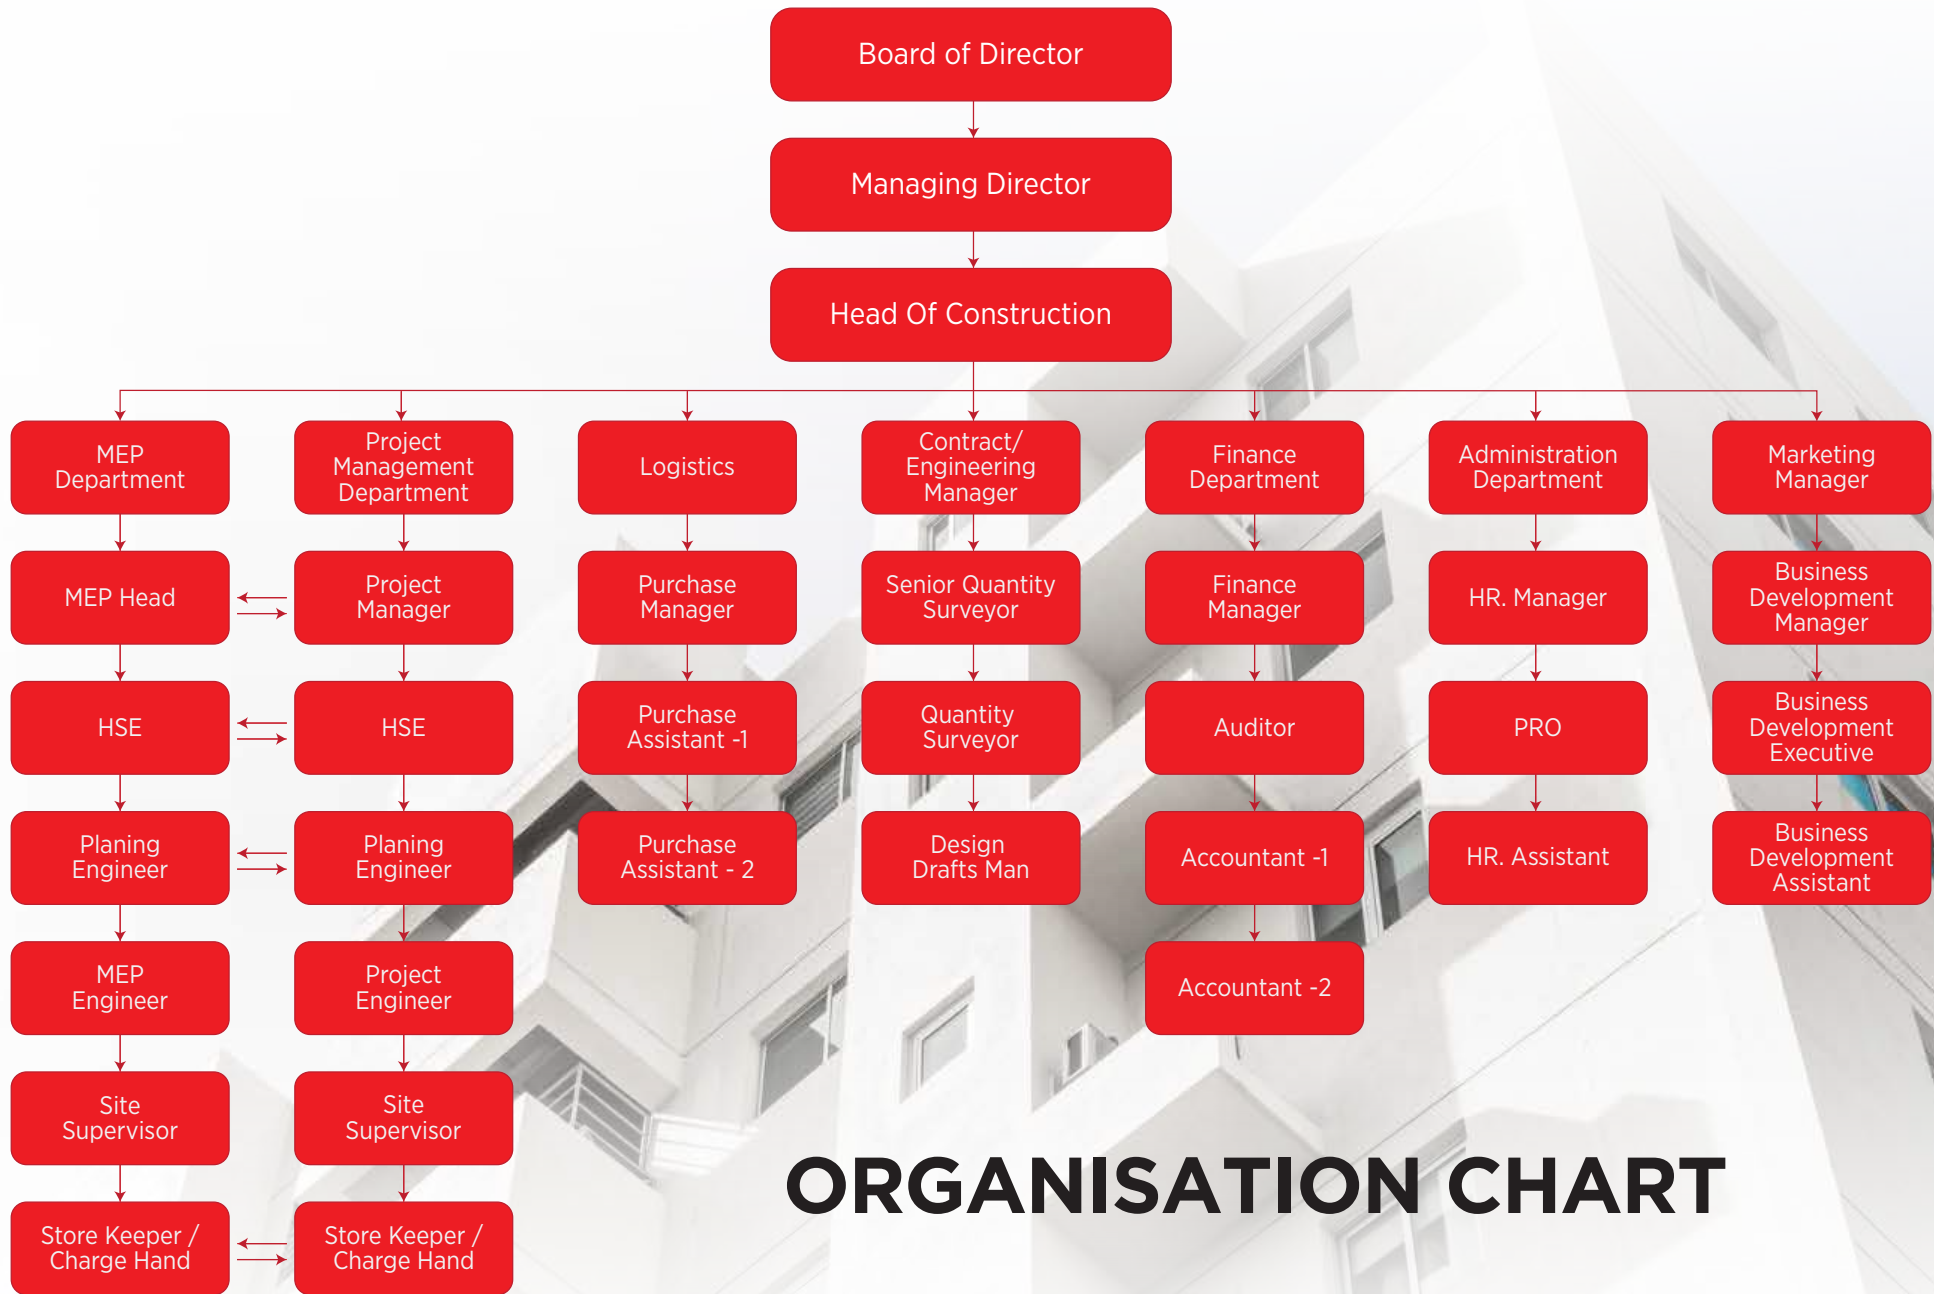 Board of Director
Managing Director
Head Of Construction
MEP
Department
Project
Management
Department
Logistics
Contract/
Engineering
Manager
Finance
Department
Administration
Department
Marketing
Manager
MEP Head
Project
Manager
Purchase
Manager
Senior Quantity
Surveyor
Finance
Manager
HR. Manager
Business
Development
Manager
HSE
HSE
Purchase
Assistant -1
Quantity
Surveyor
Auditor
PRO
Business
Development
Executive
Planing
Engineer
Planing
Engineer
Purchase
Assistant - 2
Design
Drafts Man
Accountant -1
HR. Assistant
Business
Development
Assistant
MEP
Engineer
Project
Engineer
Accountant -2
Site
Supervisor
Site
Supervisor
ORGANISATION CHART
Store Keeper /
Charge Hand
Store Keeper /
Charge Hand